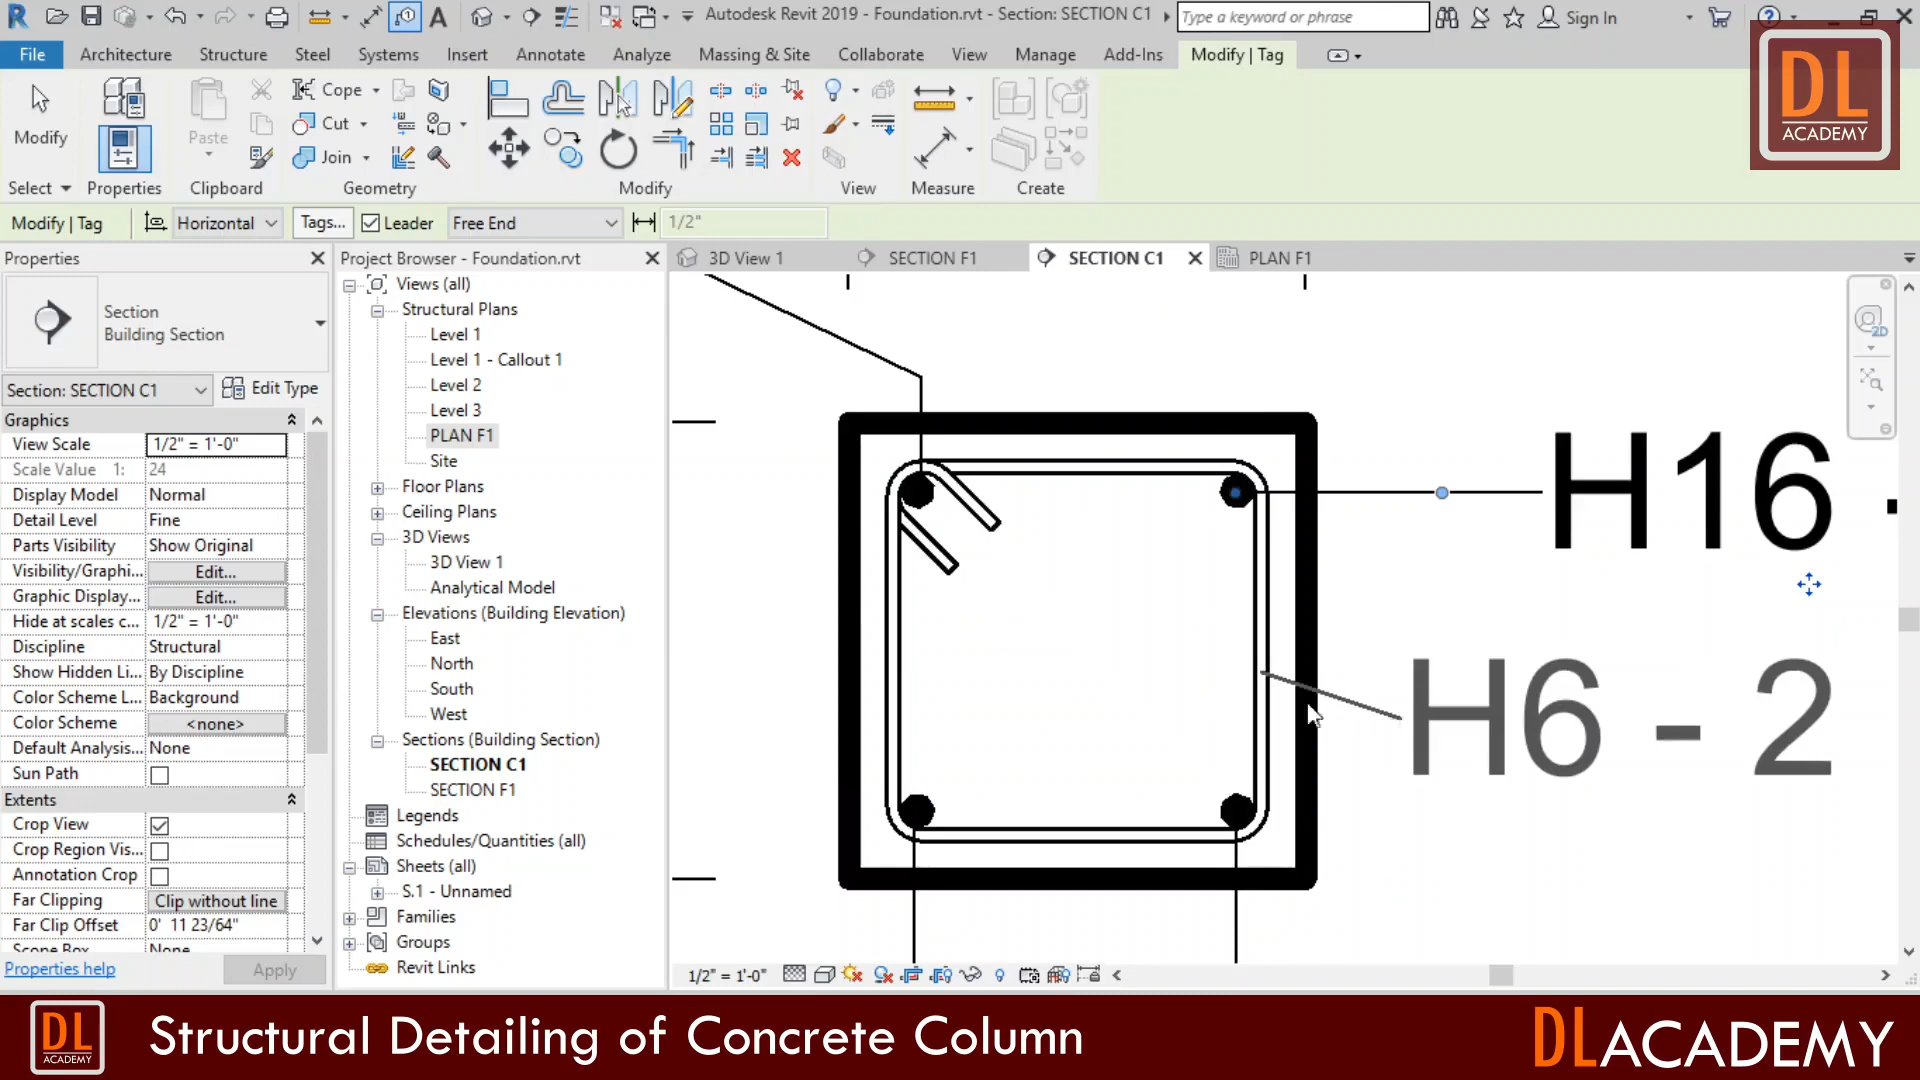 Autodesk Revit 2019 - Foundation.rvt - Section: SECTION C1
Type a keyword or phrase
Sign In
File Architecture Structure Steel Systems Insert Annotate Analyze Massing & Site Collaborate View Manage Add-Ins Modify | Tag
DL
ACADEMY
Modify
Paste
Cope
Cut
Join
Select Properties Clipboard Geometry Modify View Measure Create
Modify | Tag Horizontal Tags... Leader Free End 1/2"
Properties
Section
Building Section
Section: SECTION C1 Edit Type
Graphics
View Scale 1/2" = 1'-0"
Scale Value 1: 24
Display Model Normal
Detail Level Fine
Parts Visibility Show Original
Visibility/Graphi... Edit...
Graphic Display... Edit...
Hide at scales c... 1/2" = 1'-0"
Discipline Structural
Show Hidden Li... By Discipline
Color Scheme L... Background
Color Scheme <none>
Default Analysis... None
Sun Path
Extents
Crop View
Crop Region Vis...
Annotation Crop
Far Clipping Clip without line
Far Clip Offset 0' 11 23/64"
Scope Box None
Properties help Apply
Project Browser - Foundation.rvt
Views (all)
Structural Plans
Level 1
Level 1 - Callout 1
Level 2
Level 3
PLAN F1
Site
Floor Plans
Ceiling Plans
3D Views
3D View 1
Analytical Model
Elevations (Building Elevation)
East
North
South
West
Sections (Building Section)
SECTION C1
SECTION F1
Legends
Schedules/Quantities (all)
Sheets (all)
S.1 - Unnamed
Families
Groups
Revit Links
3D View 1 SECTION F1 SECTION C1 PLAN F1
2D
H16 -
H6 - 2
1/2" = 1'-0"
DL
ACADEMY
Structural Detailing of Concrete Column
DLACADEMY